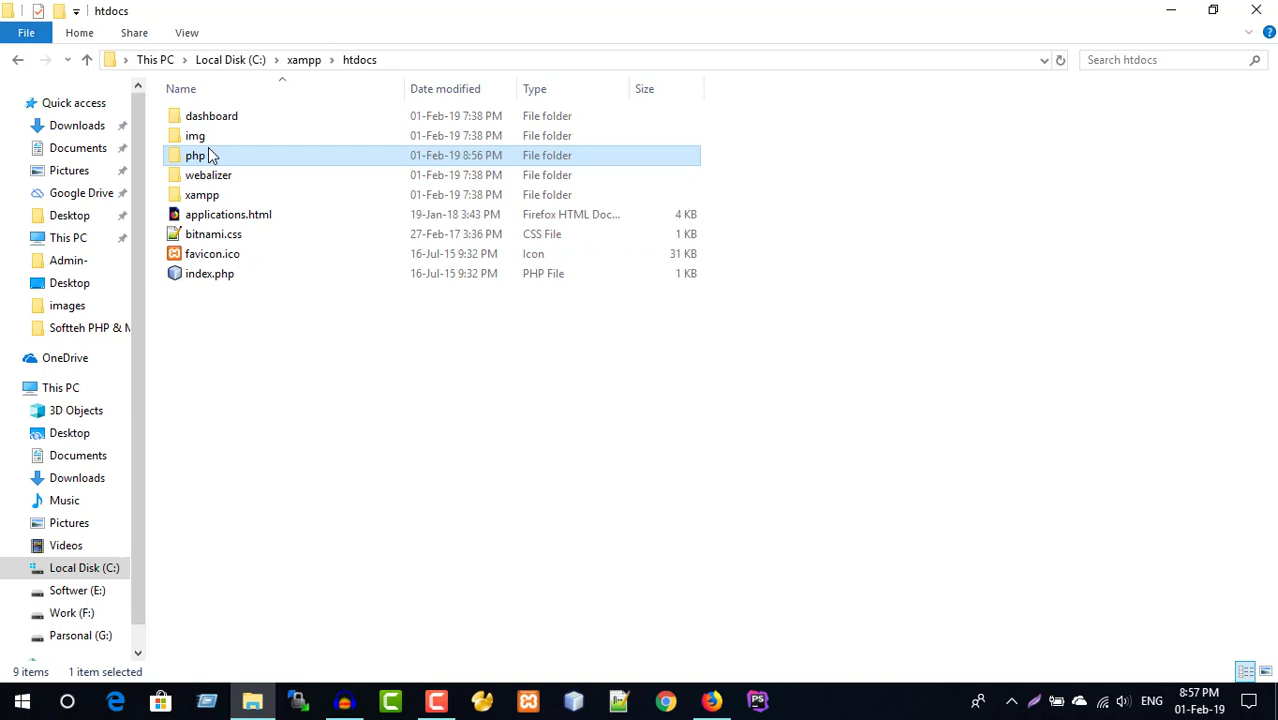 htdocs
File Home Share View
This PC Local Disk (C:) xampp htdocs Search htdocs
Name Date modified Type Size
Quick access
Downloads
Documents
Pictures
Google Drive
Desktop
This PC
Admin-
Desktop
images
Softteh PHP & M
OneDrive
This PC
3D Objects
Desktop
Documents
Downloads
Music
Pictures
Videos
Local Disk (C:)
Softwer (E:)
Work (F:)
Parsonal (G:)
dashboard 01-Feb-19 7:38 PM File folder
img 01-Feb-19 7:38 PM File folder
php 01-Feb-19 8:56 PM File folder
webalizer 01-Feb-19 7:38 PM File folder
xampp 01-Feb-19 7:38 PM File folder
applications.html 19-Jan-18 3:43 PM Firefox HTML Doc... 4 KB
bitnami.css 27-Feb-17 3:36 PM CSS File 1 KB
favicon.ico 16-Jul-15 9:32 PM Icon 31 KB
index.php 16-Jul-15 9:32 PM PHP File 1 KB
9 items 1 item selected
ENG 8:57 PM
01-Feb-19